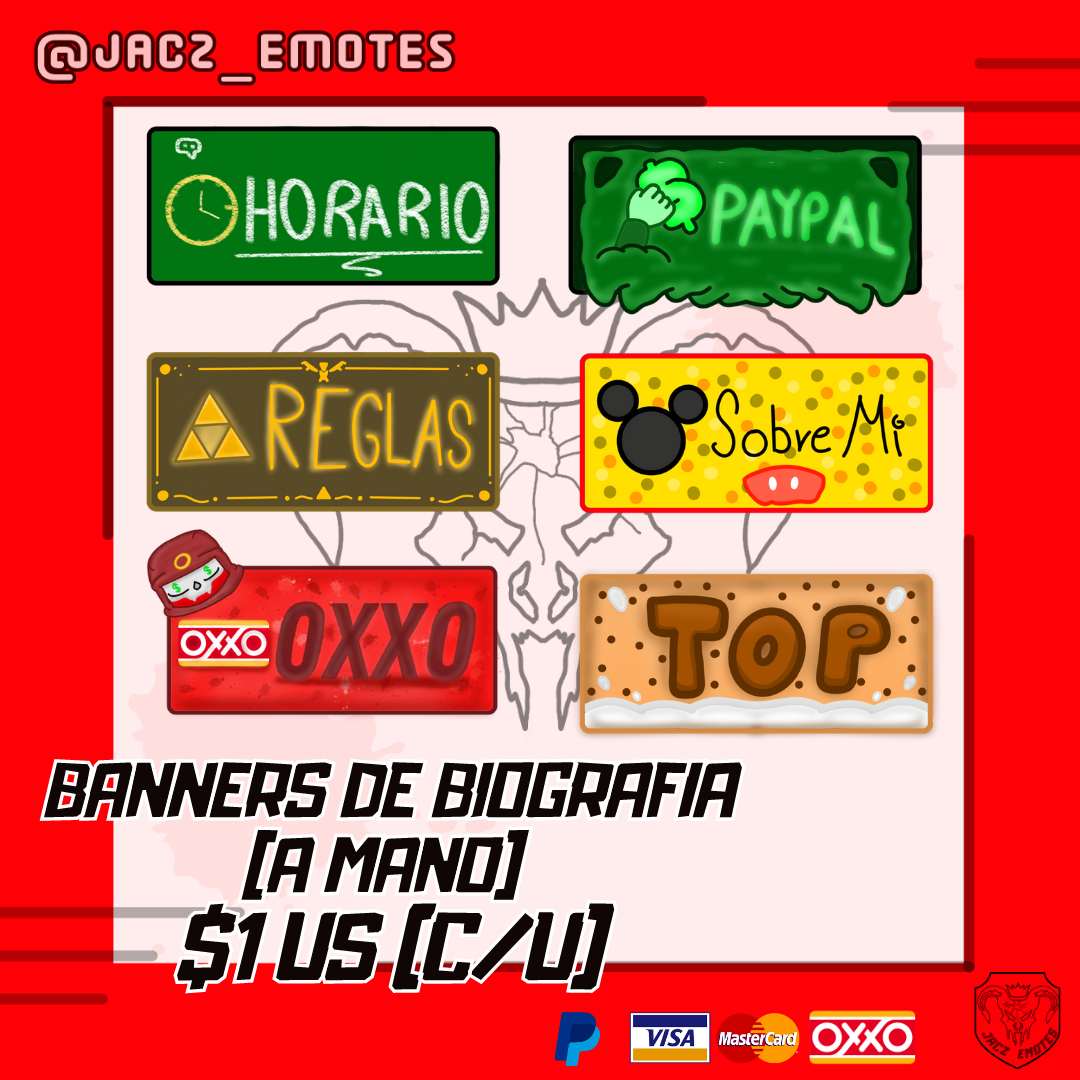 @JACZ_EMOTES
HORARIO
PAYPAL
REGLAS
Sobre Mi
OXXO
OXXO
TOP
BANNERS DE BIOGRAFIA
[A MANO]
$1 US [C/U]
VISA
MasterCard
OXXO
JACZ EMOTES